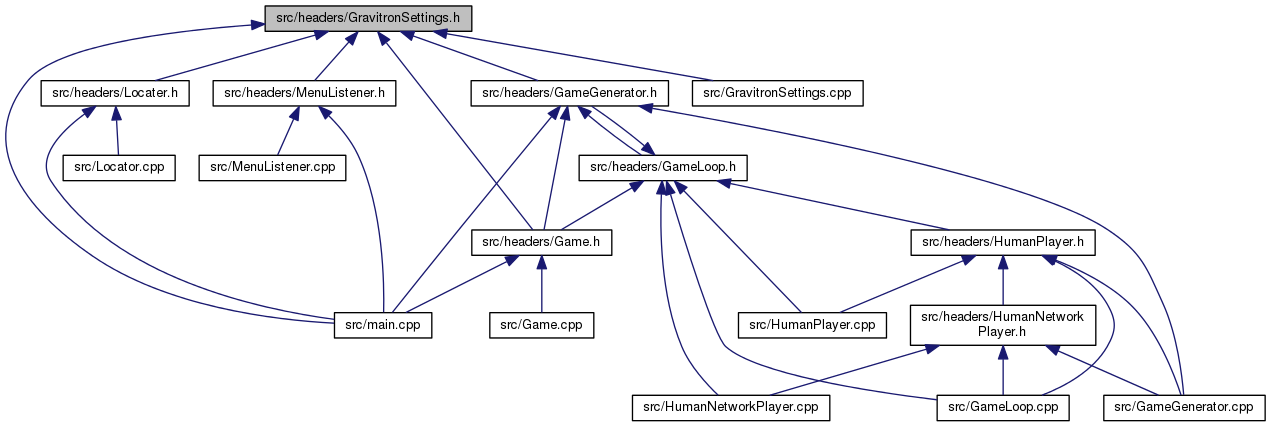 src/headers/GravitronSettings.h
src/headers/Locater.h
src/headers/MenuListener.h
src/headers/GameGenerator.h
src/GravitronSettings.cpp
src/Locator.cpp
src/MenuListener.cpp
src/headers/GameLoop.h
src/headers/Game.h
src/headers/HumanPlayer.h
src/main.cpp
src/Game.cpp
src/HumanPlayer.cpp
src/headers/HumanNetwork
Player.h
src/HumanNetworkPlayer.cpp
src/GameLoop.cpp
src/GameGenerator.cpp